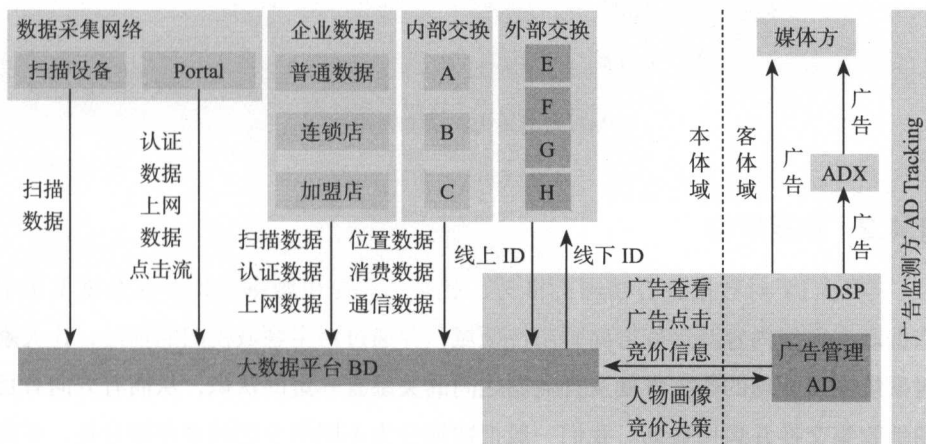 数据采集网络
扫描设备
Portal
企业数据
普通数据
连锁店
加盟店
内部交换
A
B
C
外部交换
E
F
G
H
扫描
数据
认证
数据
上网
数据
点击流
扫描数据
认证数据
上网数据
位置数据
消费数据
通信数据
线上 ID
线下 ID
大数据平台 BD
本体域
客体域
媒体方
广告
广告
ADX
广告
DSP
广告查看
广告点击
竞价信息
广告管理
AD
人物画像
竞价决策
广告监测方 AD Tracking